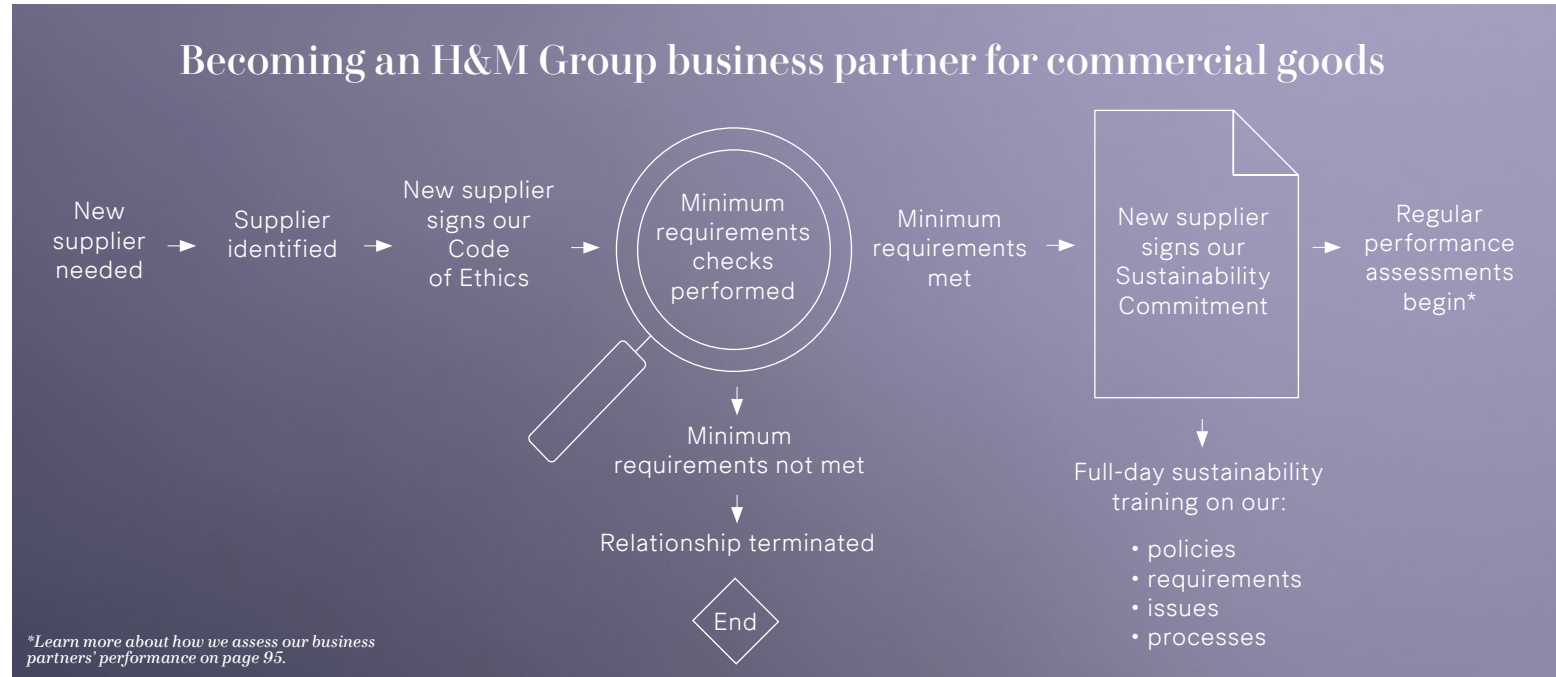 Becoming an H&M Group business partner for commercial goods
New
supplier
needed
Supplier
identified
New supplier
signs our
Code
of Ethics
Minimum
requirements
checks
performed
Minimum
requirements
met
New supplier
signs our
Sustainability
Commitment
Regular
performance
assessments
begin*
Minimum
requirements not met
Relationship terminated
End
Full-day sustainability
training on our:
• policies
• requirements
• issues
• processes
*Learn more about how we assess our business
partners' performance on page 95.